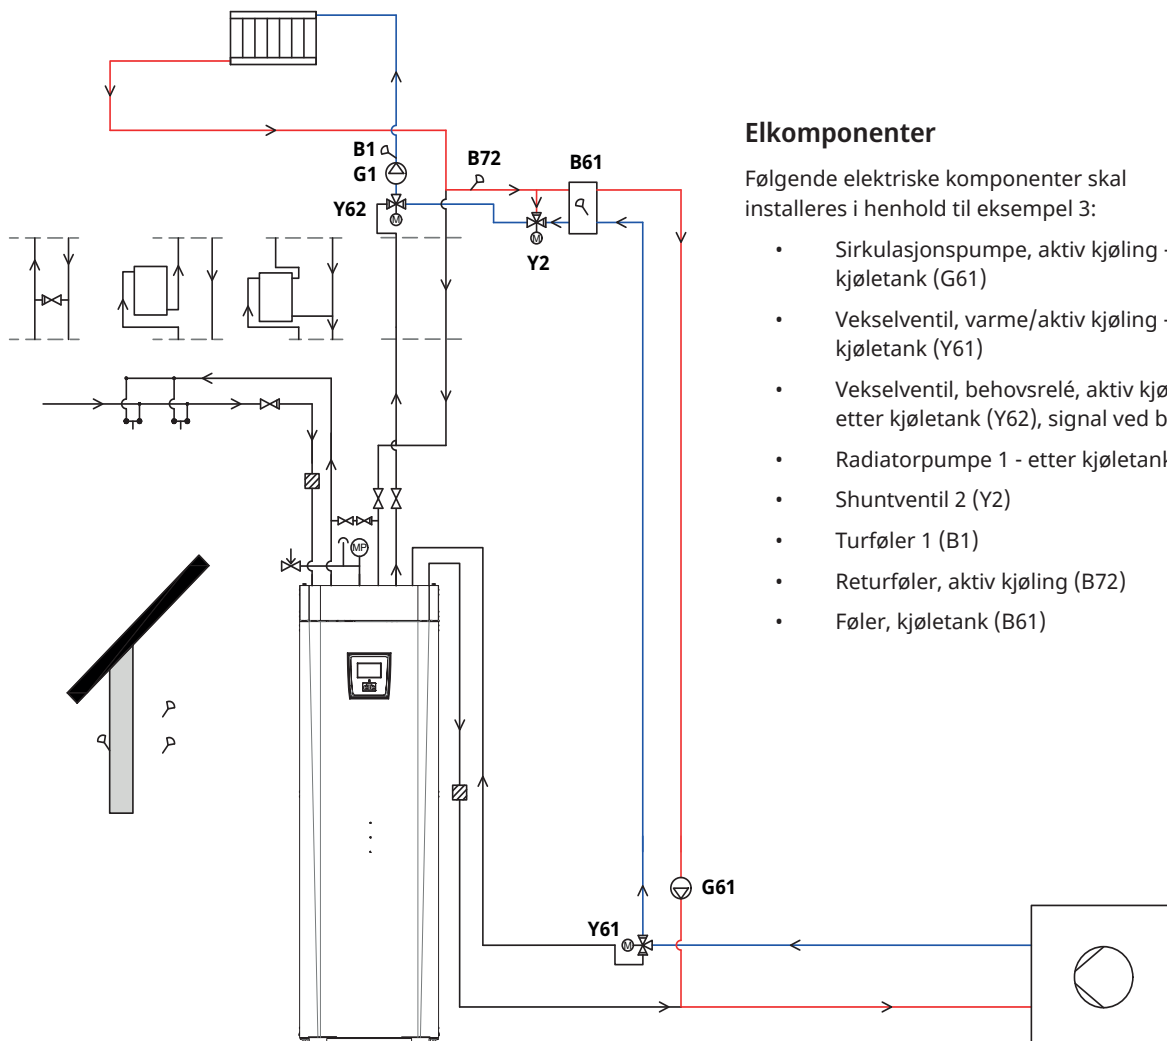 B1
G1
B72
B61
Y62
M
M
Y2
MP
G61
Y61
M
Elkomponenter
Følgende elektriske komponenter skal
installeres i henhold til eksempel 3:
• Sirkulasjonspumpe, aktiv kjøling -
kjøletank (G61)
• Vekselventil, varme/aktiv kjøling -
kjøletank (Y61)
• Vekselventil, behovsrelé, aktiv
etter kjøletank (Y62), signal ved
• Radiatorpumpe 1 - etter
• Shuntventil 2 (Y2)
• Turføler 1 (B1)
• Returføler, aktiv kjøling (B72)
• Føler, kjøletank (B61)